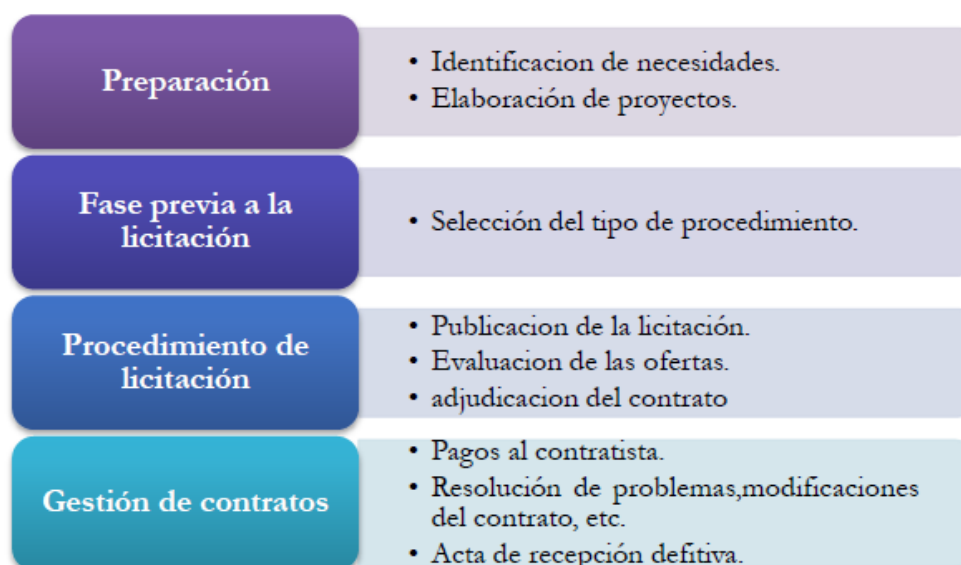 Preparación
• Identificacion de necesidades.
• Elaboración de proyectos.
Fase previa a la
licitación
• Selección del tipo de procedimiento.
Procedimiento de
licitación
• Publicacion de la licitación.
• Evaluacion de las ofertas.
• adjudicacion del contrato
Gestión de contratos
• Pagos al contratista.
• Resolución de problemas,modificaciones
del contrato, etc.
• Acta de recepción defitiva.